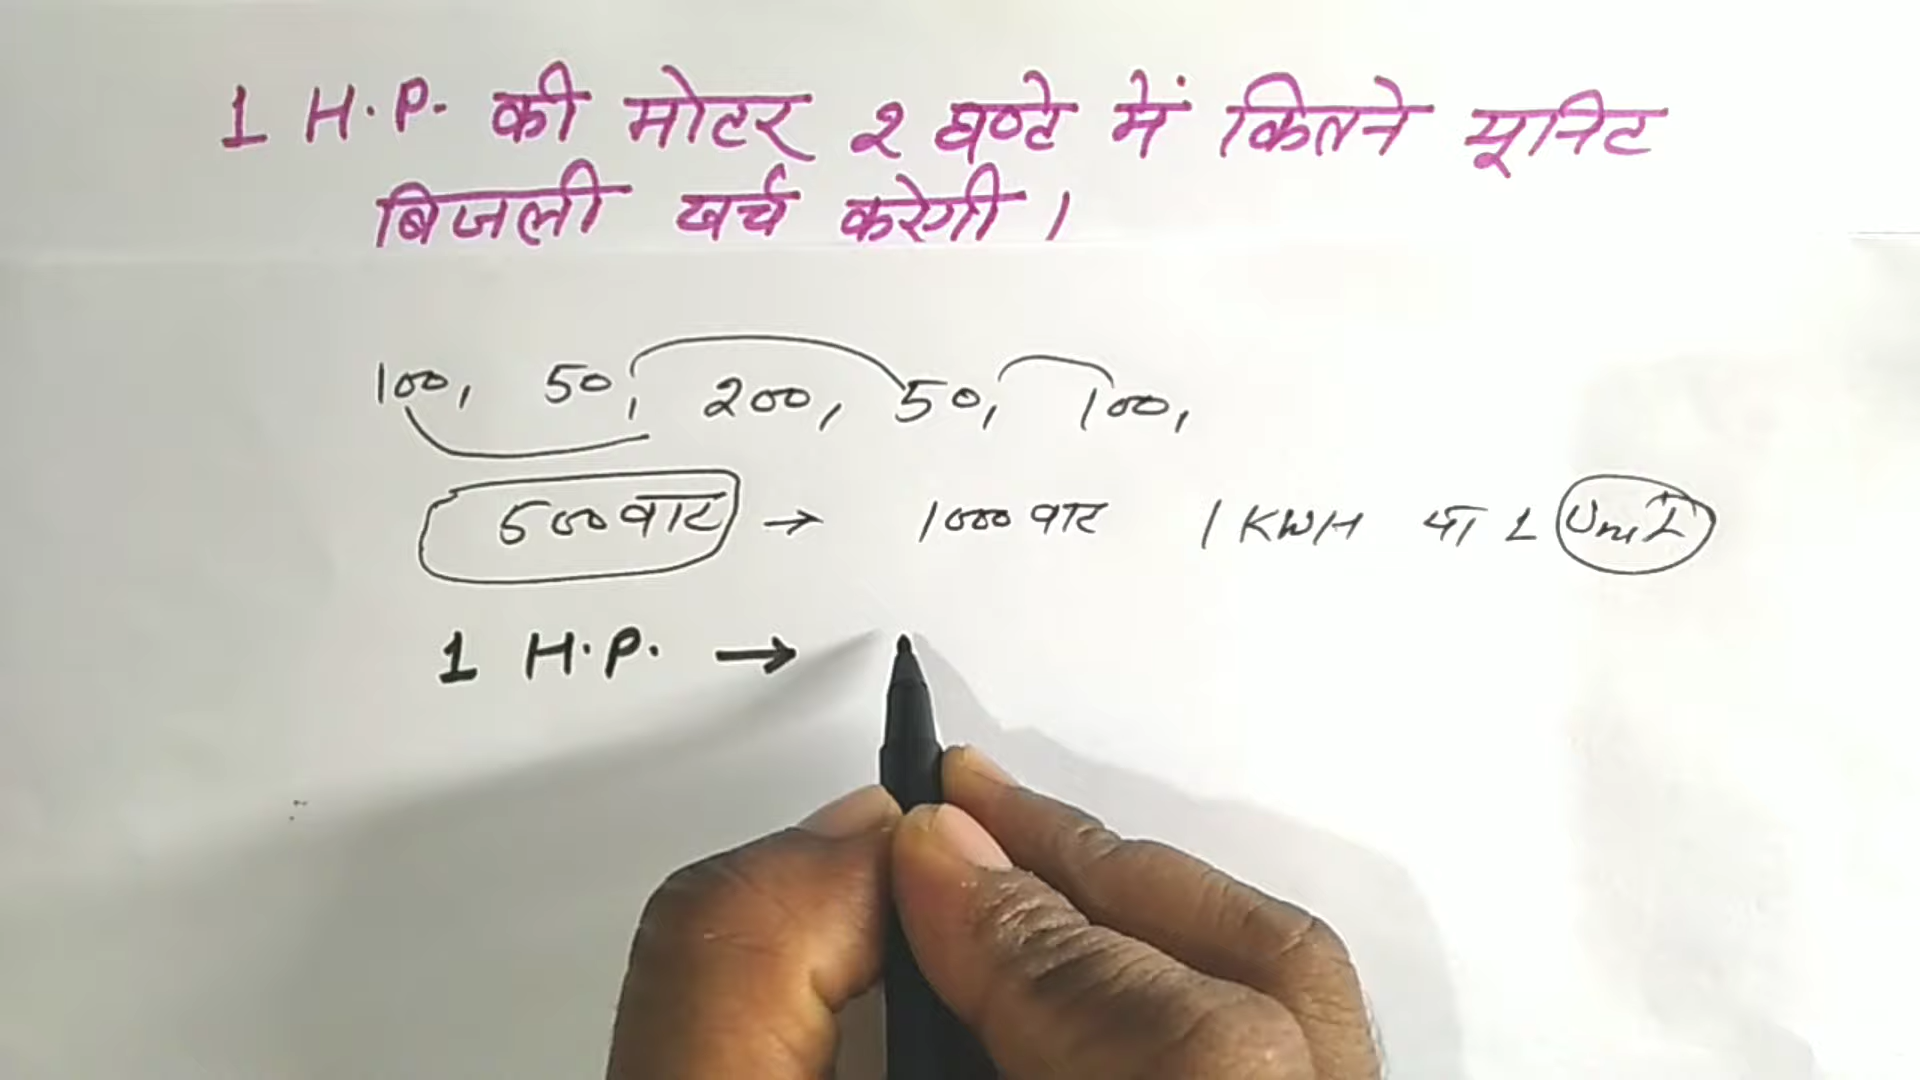 1 H.P. की मोटर 2 घण्टे में कितने यूनिट
बिजली खर्च करेगी।
100, 50, 200, 50, 100,
500 वाट → 1000 वाट 1 KWH या 1 Unit
1 H.P. →